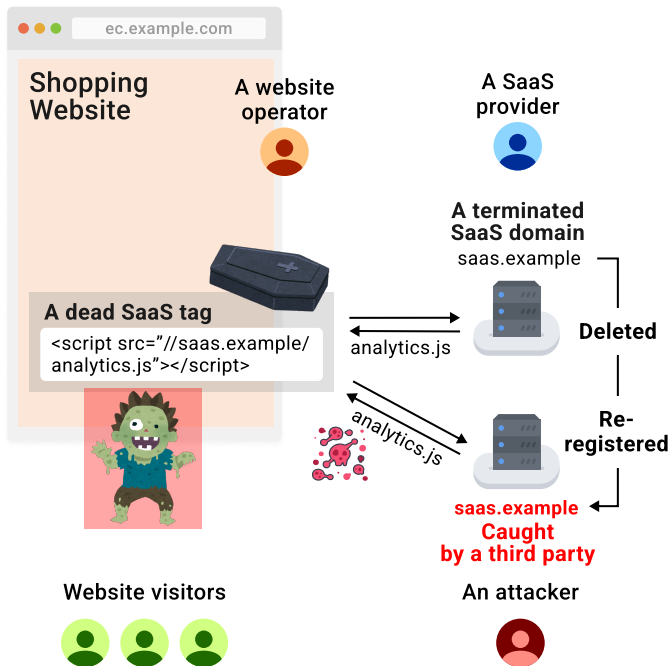 ec.example.com
Shopping
Website
A website
operator
A SaaS
provider
A terminated
SaaS domain
saas.example
A dead SaaS tag
<script src=”//saas.example/
analytics.js”></script>
analytics.js
Deleted
analytics.js
Re-
registered
saas.example
Caught
by a third party
Website visitors
An attacker